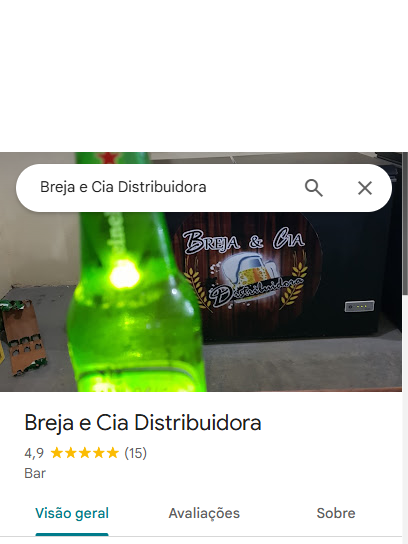 Breja e Cia Distribuidora
BREJA & CIA
Distribuidora
Breja e Cia Distribuidora
4,9 (15)
Bar
Visão geral Avaliações Sobre